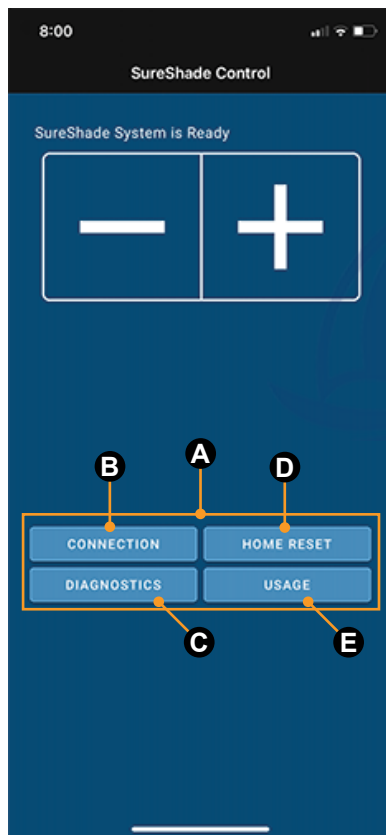 8:00
SureShade Control
SureShade System is Ready
B A D
CONNECTION HOME RESET
DIAGNOSTICS USAGE
C E